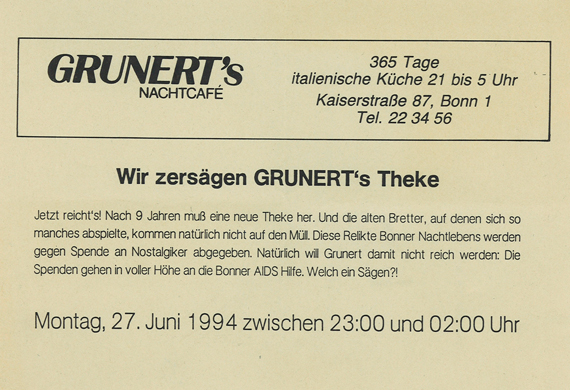 GRUNERT's
NACHTCAFÉ
365 Tage
italienische Küche 21 bis 5 Uhr
Kaiserstraße 87, Bonn 1
Tel. 22 34 56
Wir zersägen GRUNERT‘s Theke
Jetzt reicht's! Nach 9 Jahren muß eine neue Theke her. Und die alten Bretter, auf denen sich so
manches abspielte, kommen natürlich nicht auf den Müll. Diese Relikte Bonner Nachtlebens werden
gegen Spende an Nostalgiker abgegeben. Natürlich will Grunert damit nicht reich werden: Die
Spenden gehen in voller Höhe an die Bonner AIDS Hilfe. Welch ein Sägen?!
Montag, 27. Juni 1994 zwischen 23:00 und 02:00 Uhr